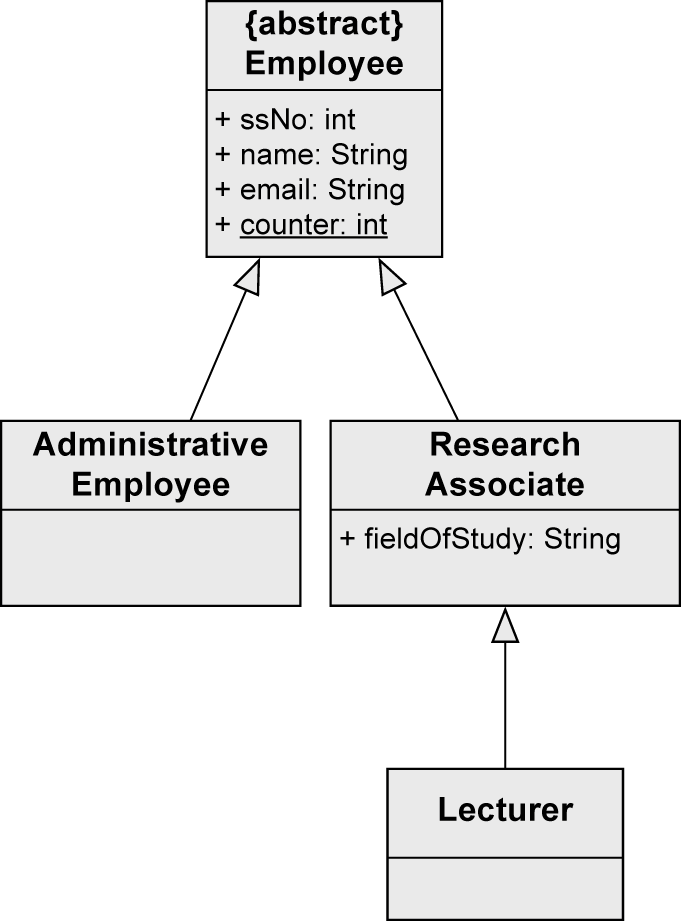 {abstract}
Employee
+ ssNo: int
+ name: String
+ email: String
+ counter: int
Administrative
Employee
Research
Associate
+ fieldOfStudy: String
Lecturer